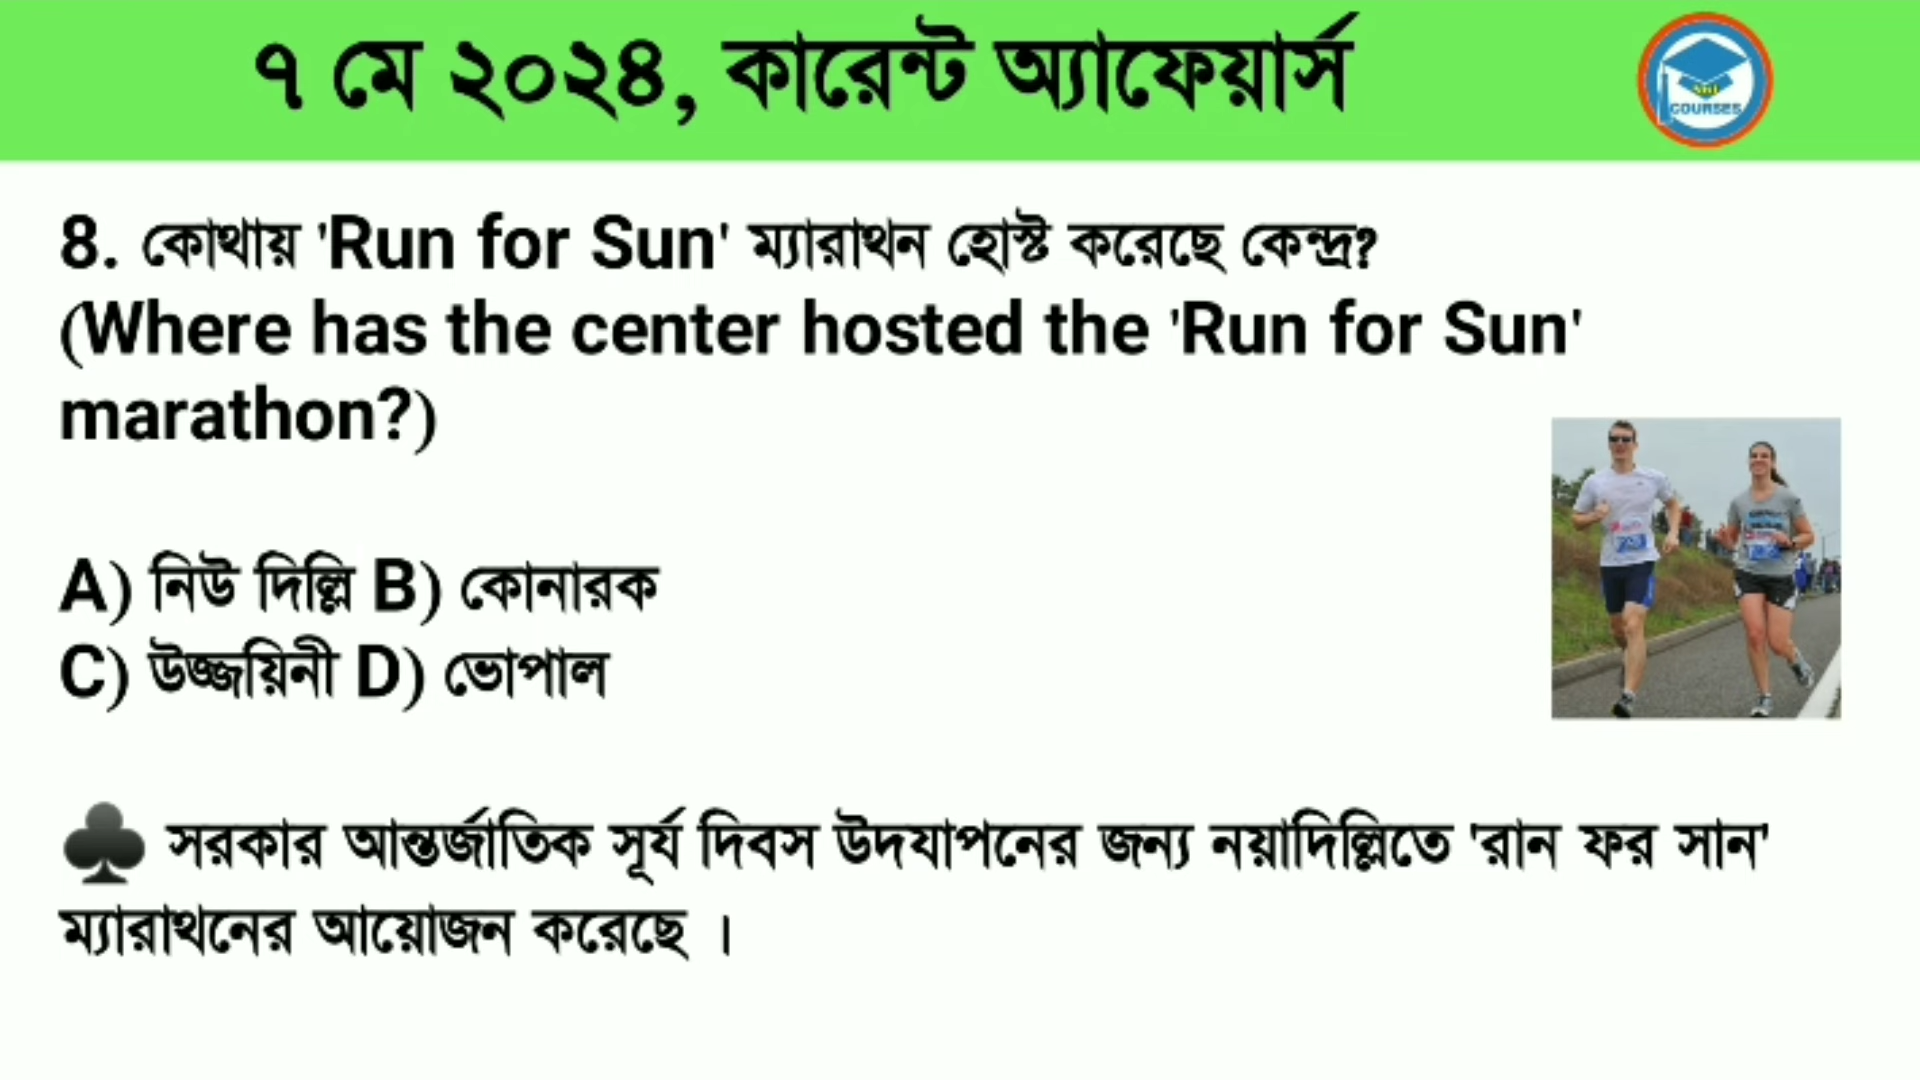 ৭ মে ২০২৪, কারেন্ট অ্যাফেয়ার্স
COURSES
8. কোথায় 'Run for Sun' ম্যারাথন হোস্ট করেছে কেন্দ্র?
(Where has the center hosted the 'Run for Sun'
marathon?)
A) নিউ দিল্লি B) কোনারক
C) উজ্জয়িনী D) ভোপাল
♣ সরকার আন্তর্জাতিক সূর্য দিবস উদযাপনের জন্য নয়াদিল্লিতে 'রান ফর সান'
ম্যারাথনের আয়োজন করেছে ।